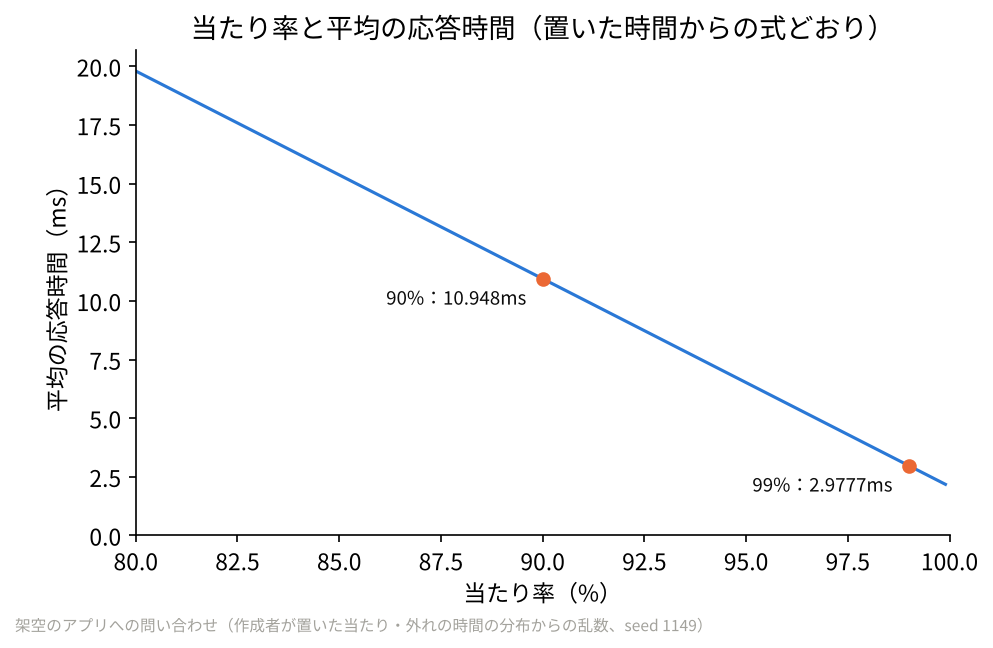 当たり率と平均の応答時間（置いた時間からの式どおり）
平均の応答時間（ms）
20.0
17.5
15.0
12.5
10.0
7.5
5.0
2.5
0.0
90%：10.948ms
99%：2.9777ms
80.0 82.5 85.0 87.5 90.0 92.5 95.0 97.5 100.0
当たり率（%）
架空のアプリへの問い合わせ（作成者が置いた当たり・外れの時間の分布からの乱数、seed 1149）